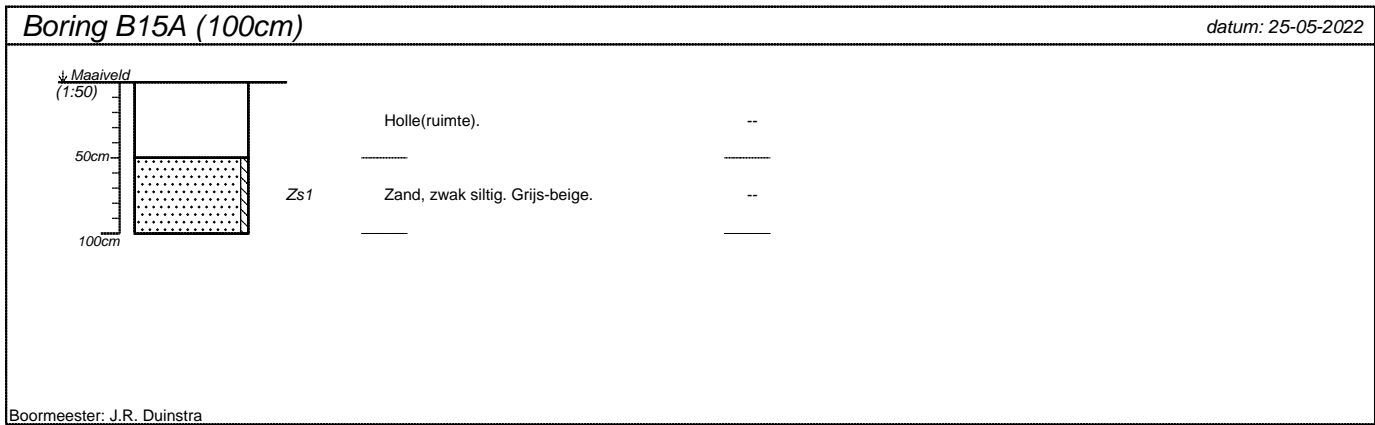 Boring B15A (100cm)
datum: 25-05-2022
Maaiveld
(1:50)
Holle(ruimte). --
50cm
Zs1 Zand, zwak siltig. Grijs-beige. --
100cm
Boormeester: J.R. Duinstra